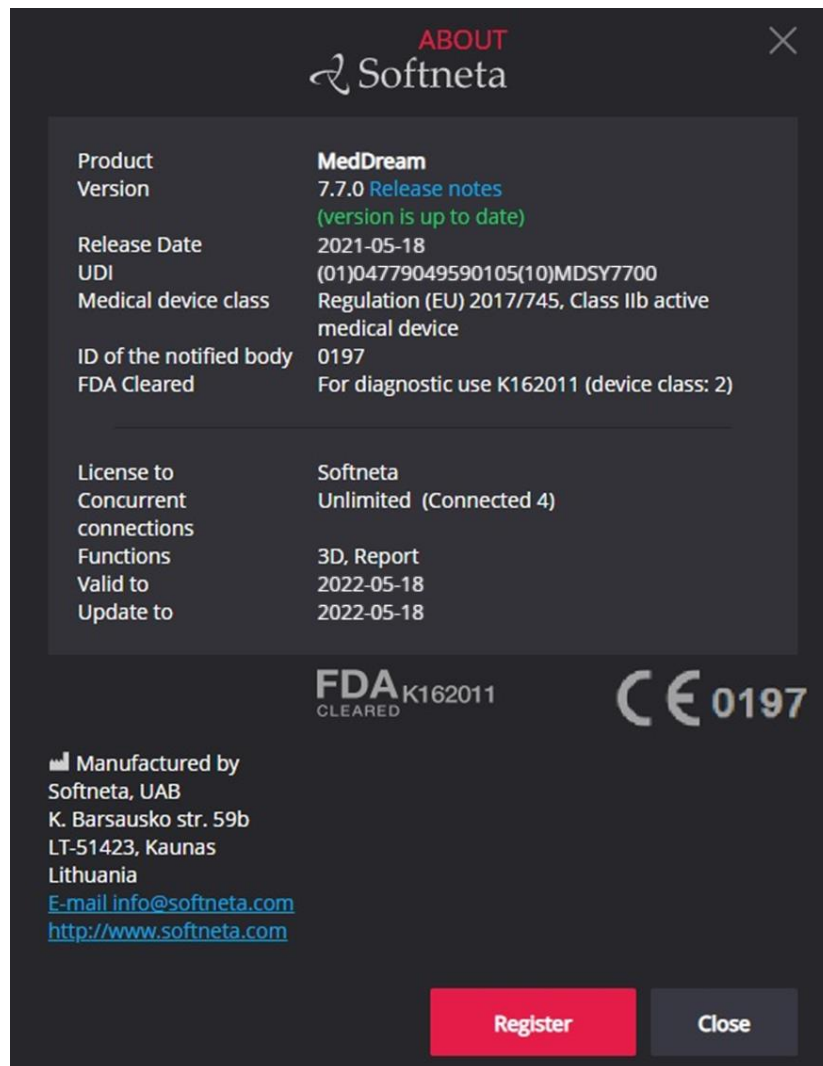 ABOUT
Softneta
Product MedDream
Version 7.7.0 Release notes
(version is up to date)
Release Date 2021-05-18
UDI (01)04779049590105(10)MDSY7700
Medical device class Regulation (EU) 2017/745, Class IIb active
medical device
ID of the notified body 0197
FDA Cleared For diagnostic use K162011 (device class: 2)
License to Softneta
Concurrent Unlimited (Connected 4)
connections
Functions 3D, Report
Valid to 2022-05-18
Update to 2022-05-18
FDA K162011
CLEARED
CE 0197
Manufactured by
Softneta, UAB
K. Barsausko str. 59b
LT-51423, Kaunas
Lithuania
E-mail info@softneta.com
http://www.softneta.com
Register Close